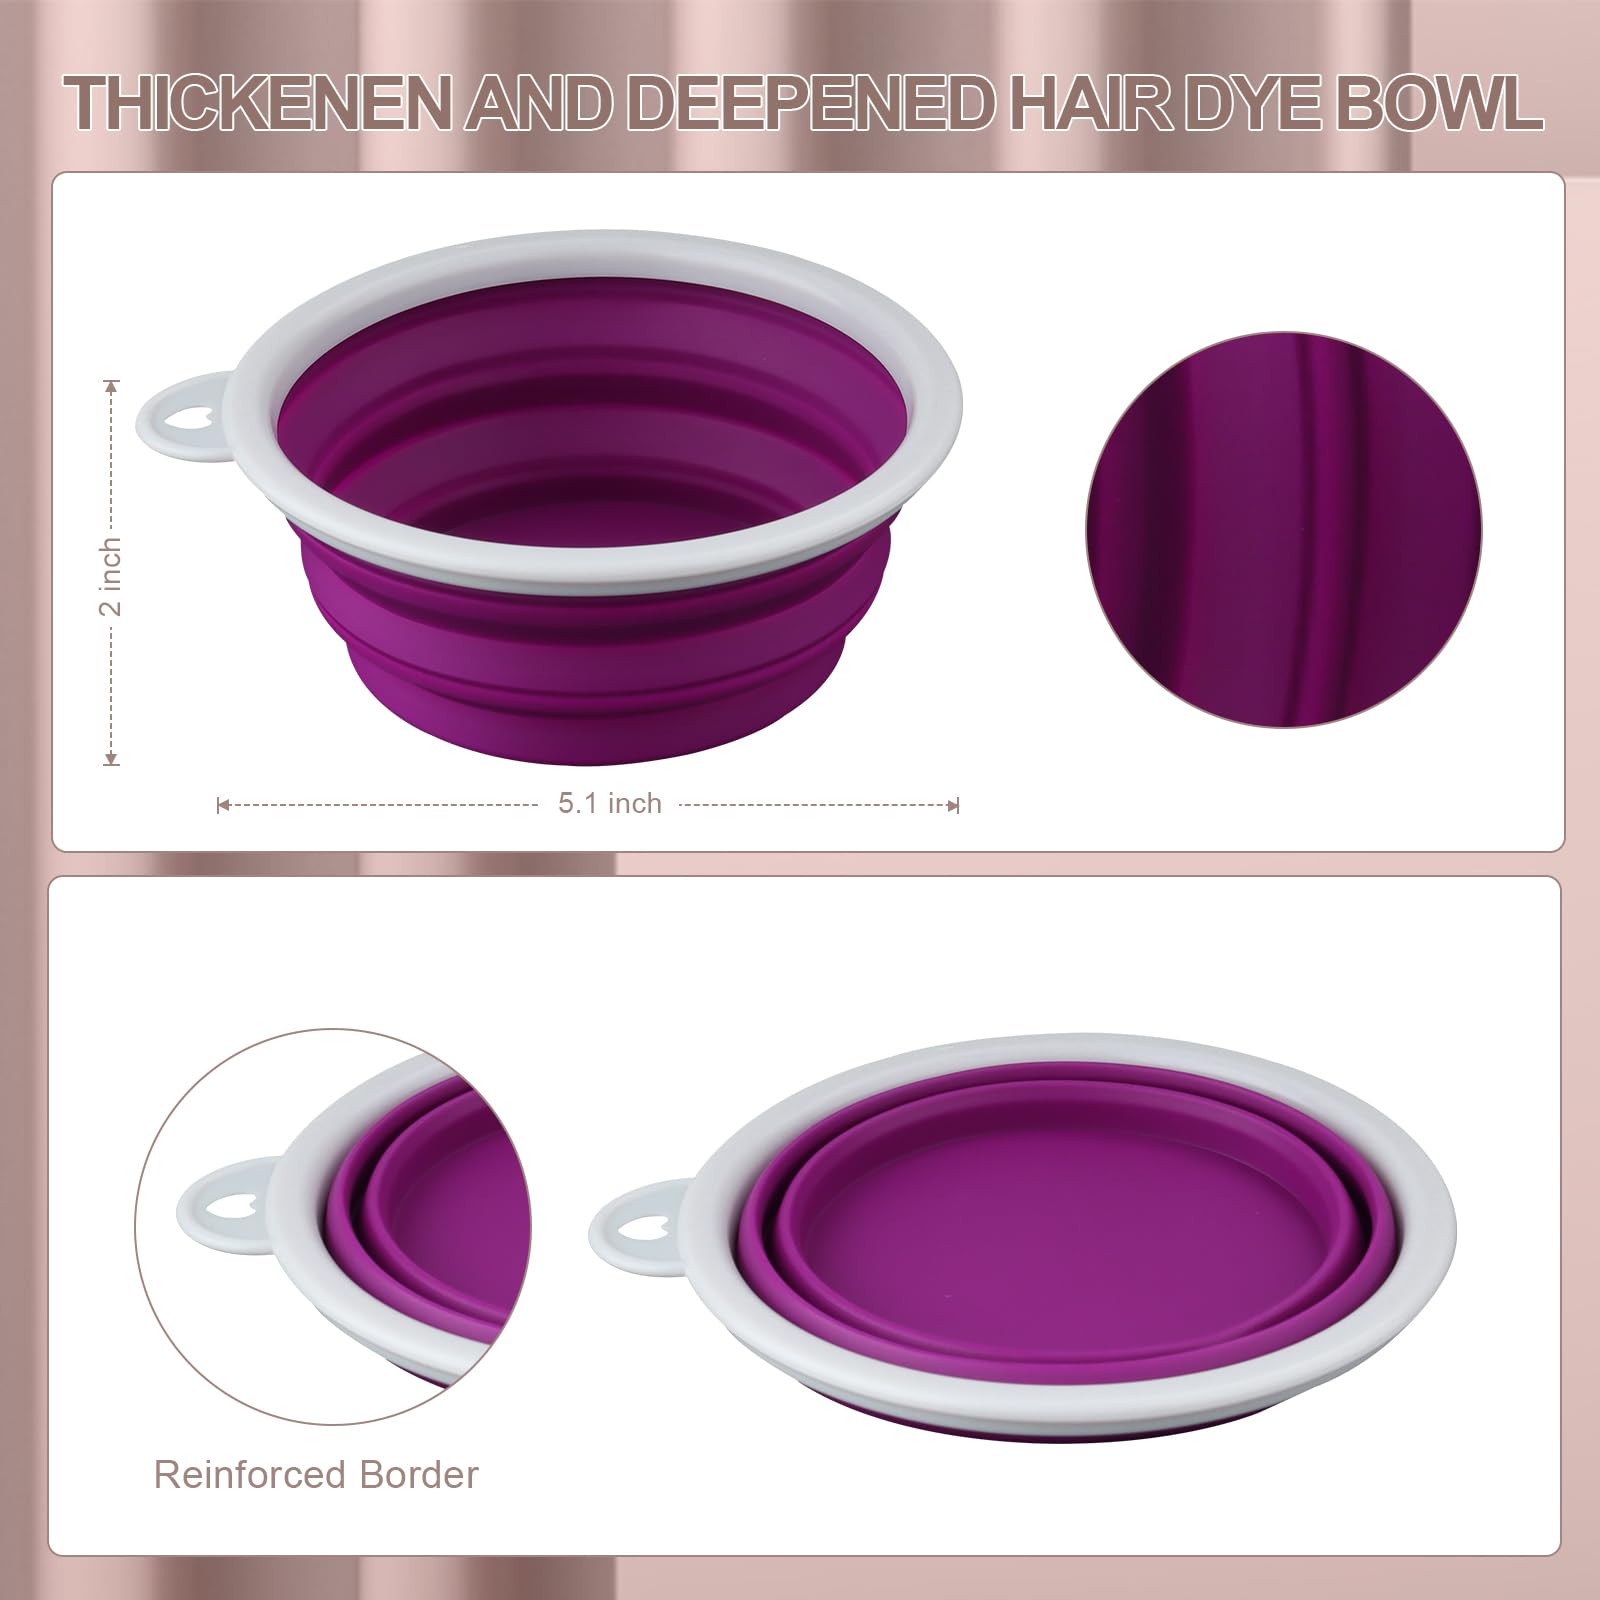 THICKENEN AND DEEPENED HAIR DYE BOWL
2 inch
5.1 inch
Reinforced Border